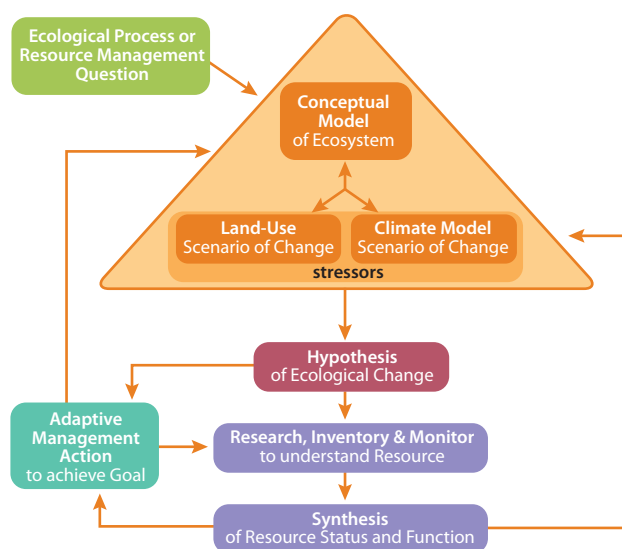 Ecological Process or
Resource Management
Question
Conceptual
Model
of Ecosystem
Land-Use
Scenario of Change
Climate Model
Scenario of Change
stressors
Hypothesis
of Ecological Change
Adaptive
Management
Action
to achieve Goal
Research, Inventory & Monitor
to understand Resource
Synthesis
of Resource Status and Function